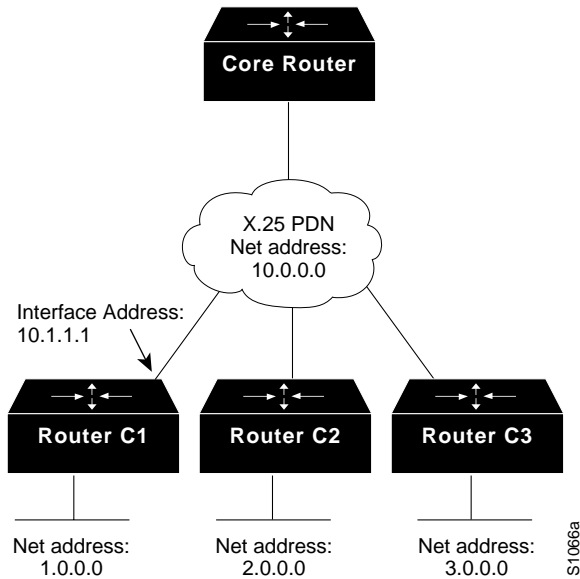 Core Router
X.25 PDN
Net address:
10.0.0.0
Interface Address:
10.1.1.1
Router C1
Router C2
Router C3
Net address:
1.0.0.0
Net address:
2.0.0.0
Net address:
3.0.0.0
S1066a